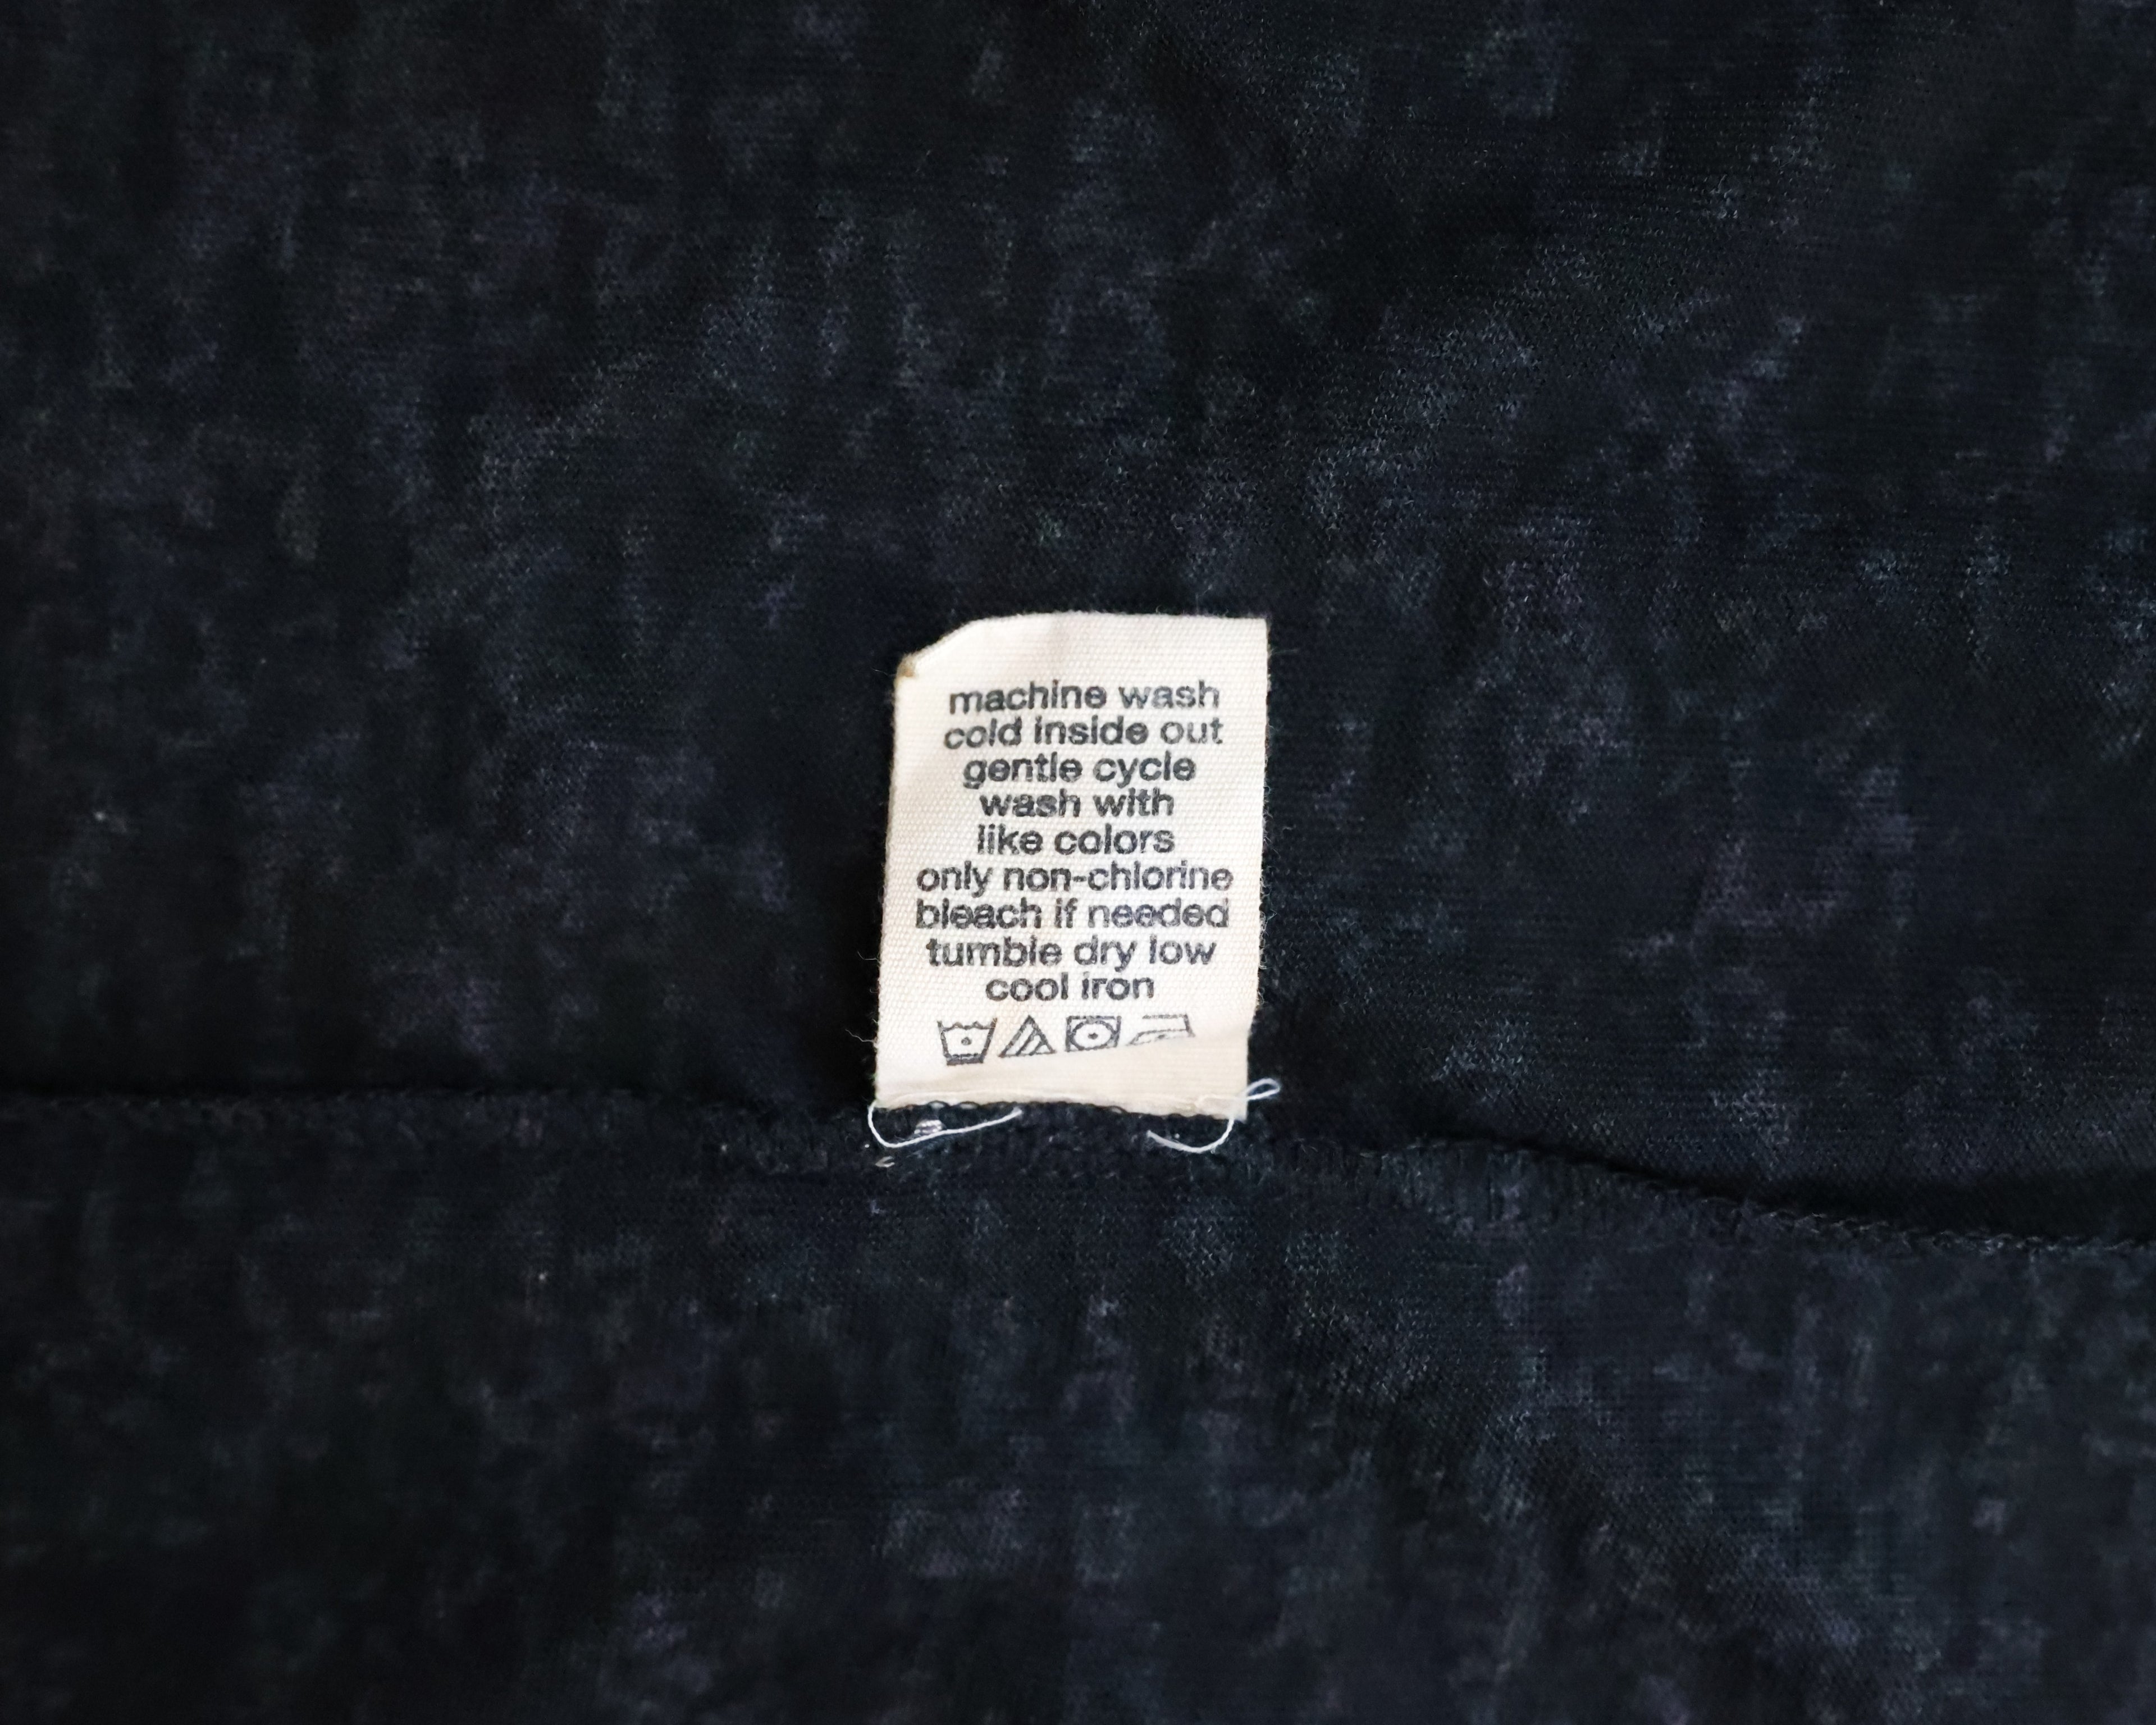 machine wash
cold inside out
gentle cycle
wash with
like colors
only non-chlorine
bleach if needed
tumble dry low
cool iron